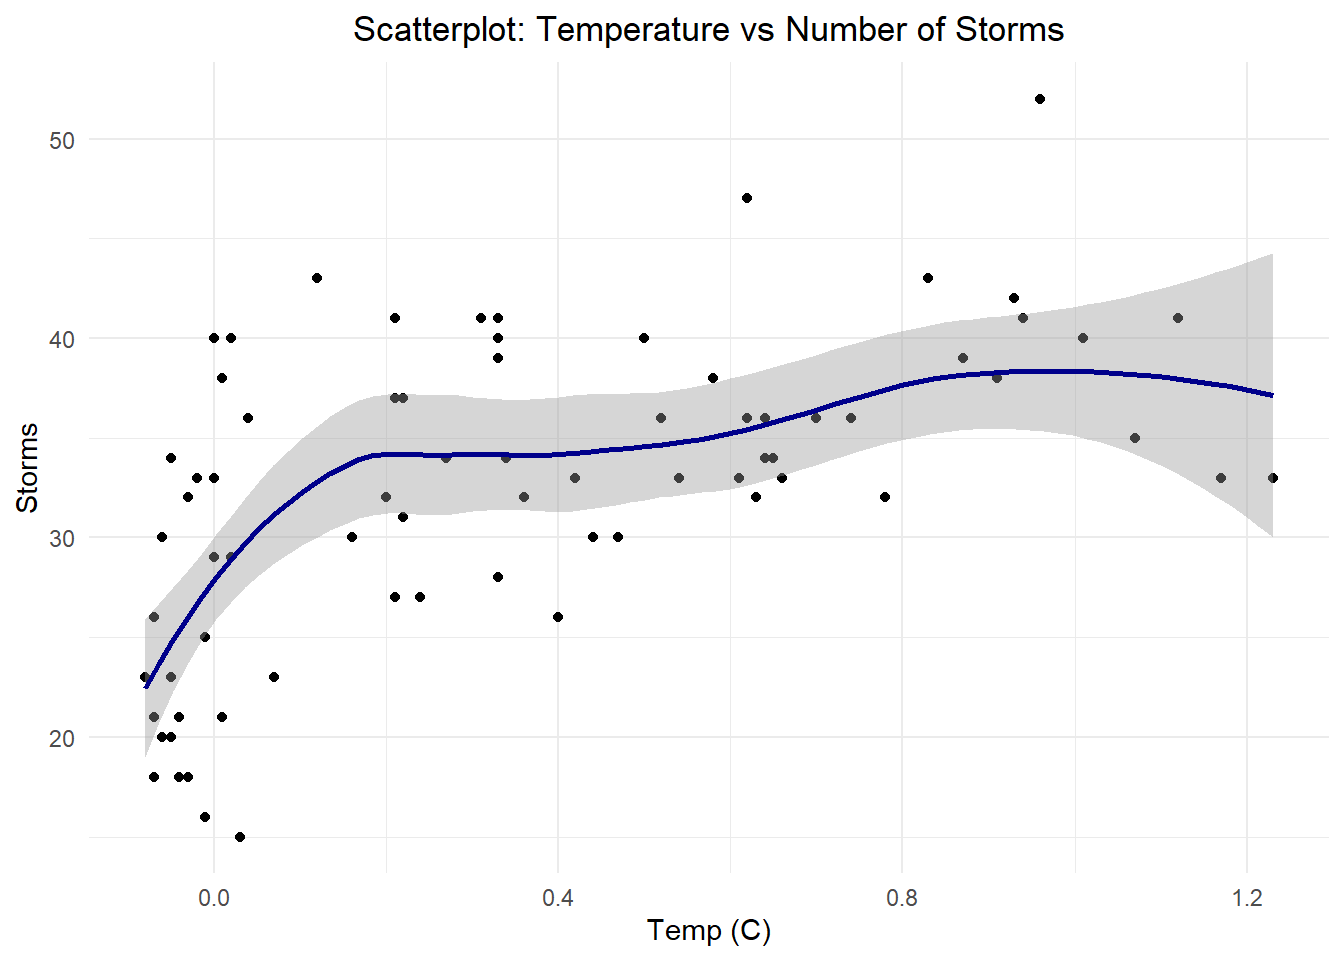 Scatterplot: Temperature vs Number of Storms
50
40
30
20
Storms
0.0 0.4 0.8 1.2
Temp (C)